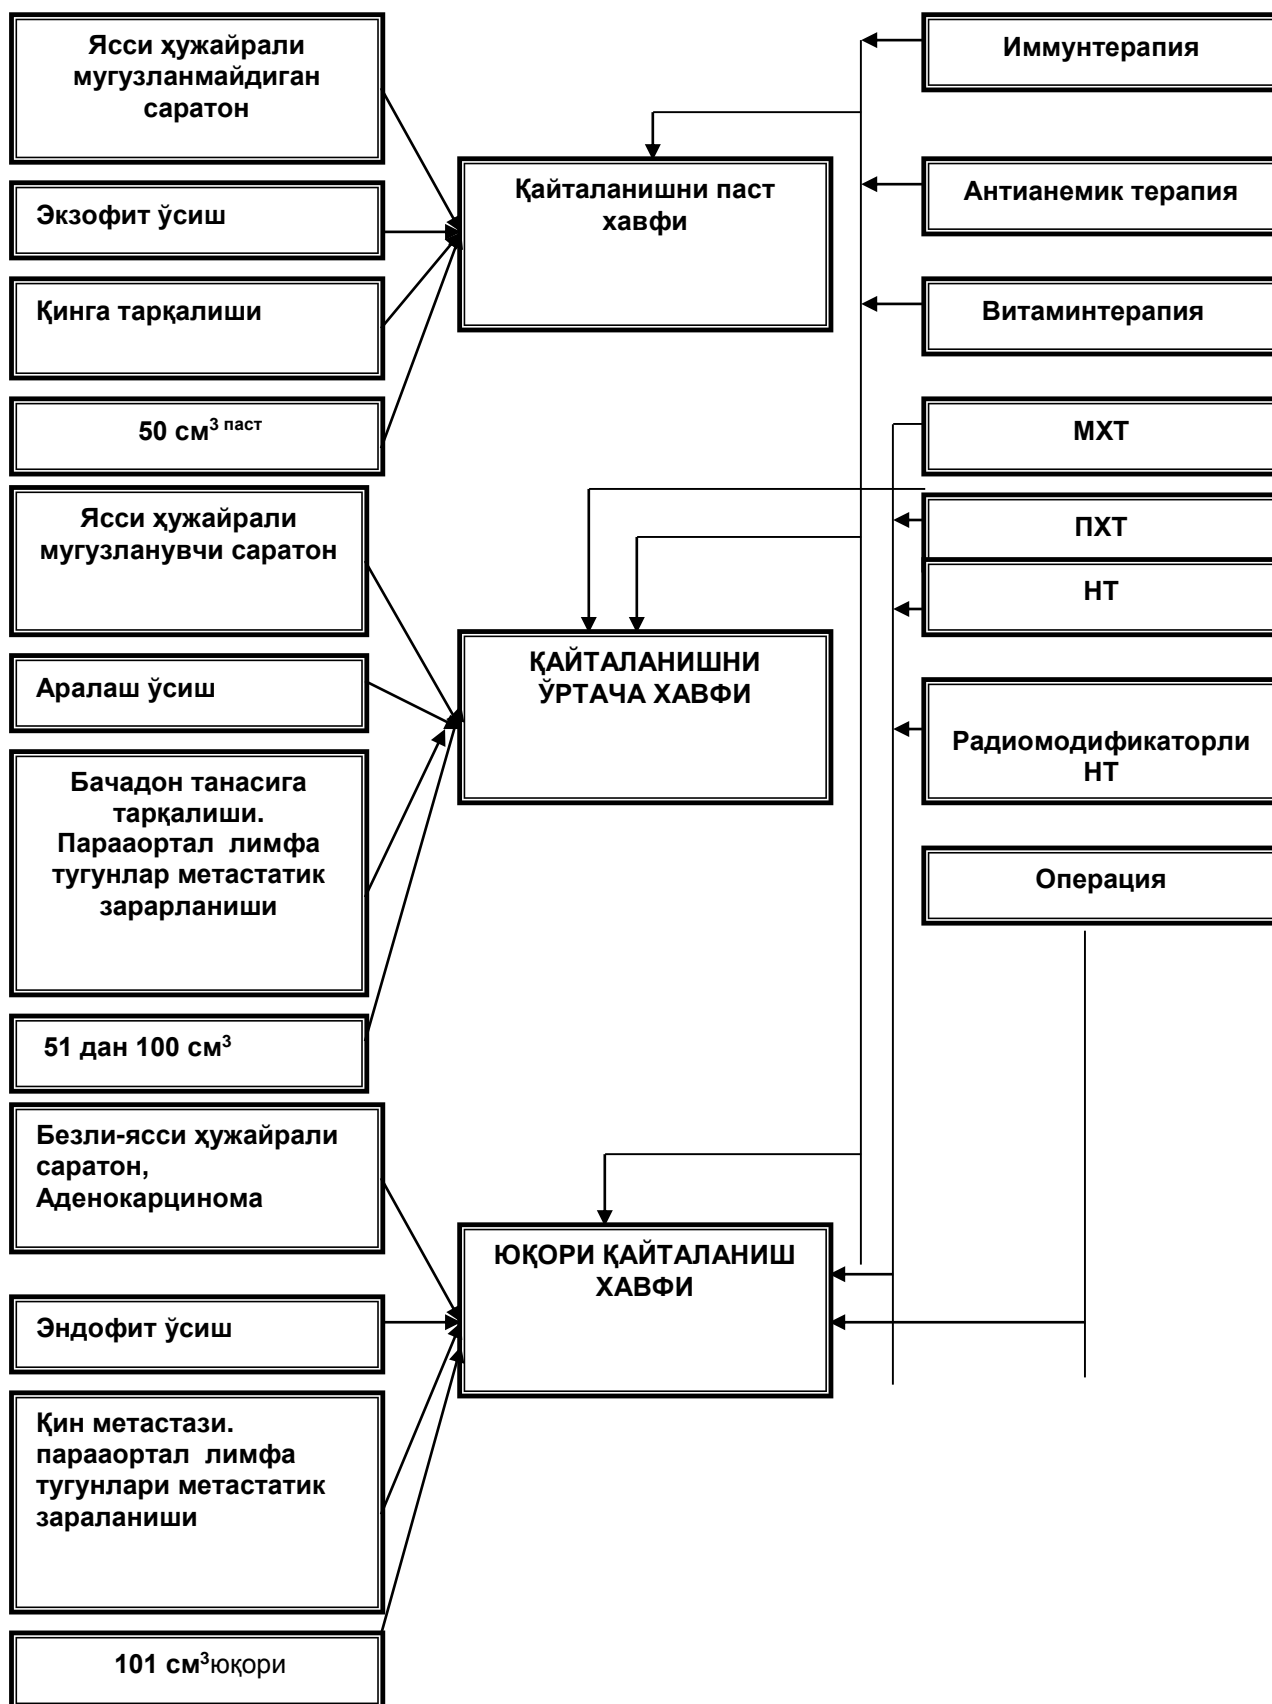 Ясси ҳужайрали
мугузланмайдиган
саратон
Экзофит ўсиш
Қинга тарқалиши
50 см³ паст
Ясси ҳужайрали
мугузланувчи саратон
Аралаш ўсиш
Бачадон танасига
тарқалиши.
Парааортал лимфа
тугунлар метастатик
зарарланиши
51 дан 100 см³
Безли-ясси ҳужайрали
саратон,
Аденокарцинома
Эндофит ўсиш
Қин метастази.
парааортал лимфа
тугунлари метастатик
зараланиши
101 см³юқори
Қайталанишни паст
хавфи
ҚАЙТАЛАНИШНИ
ЎРТАЧА ХАВФИ
ЮҚОРИ ҚАЙТАЛАНИШ
ХАВФИ
Иммунтерапия
Антианемик терапия
Витаминтерапия
МХТ
ПХТ
НТ
Радиомодификаторли
НТ
Операция